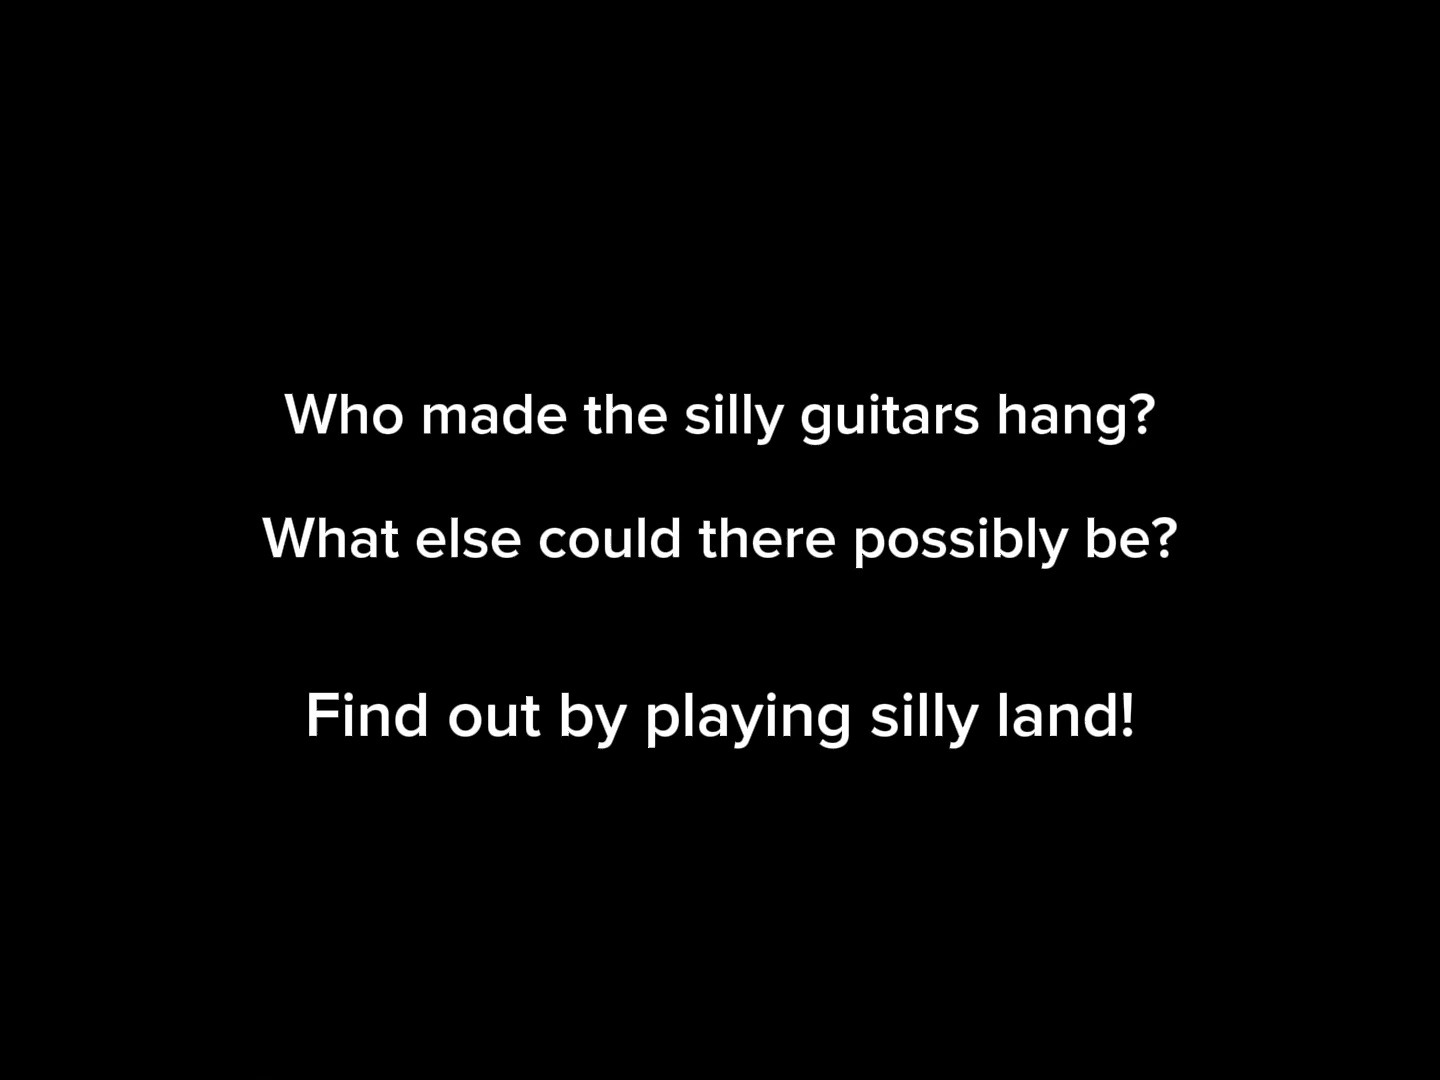 Who made the silly guitars hang?
What else could there possibly be?
Find out by playing silly land!